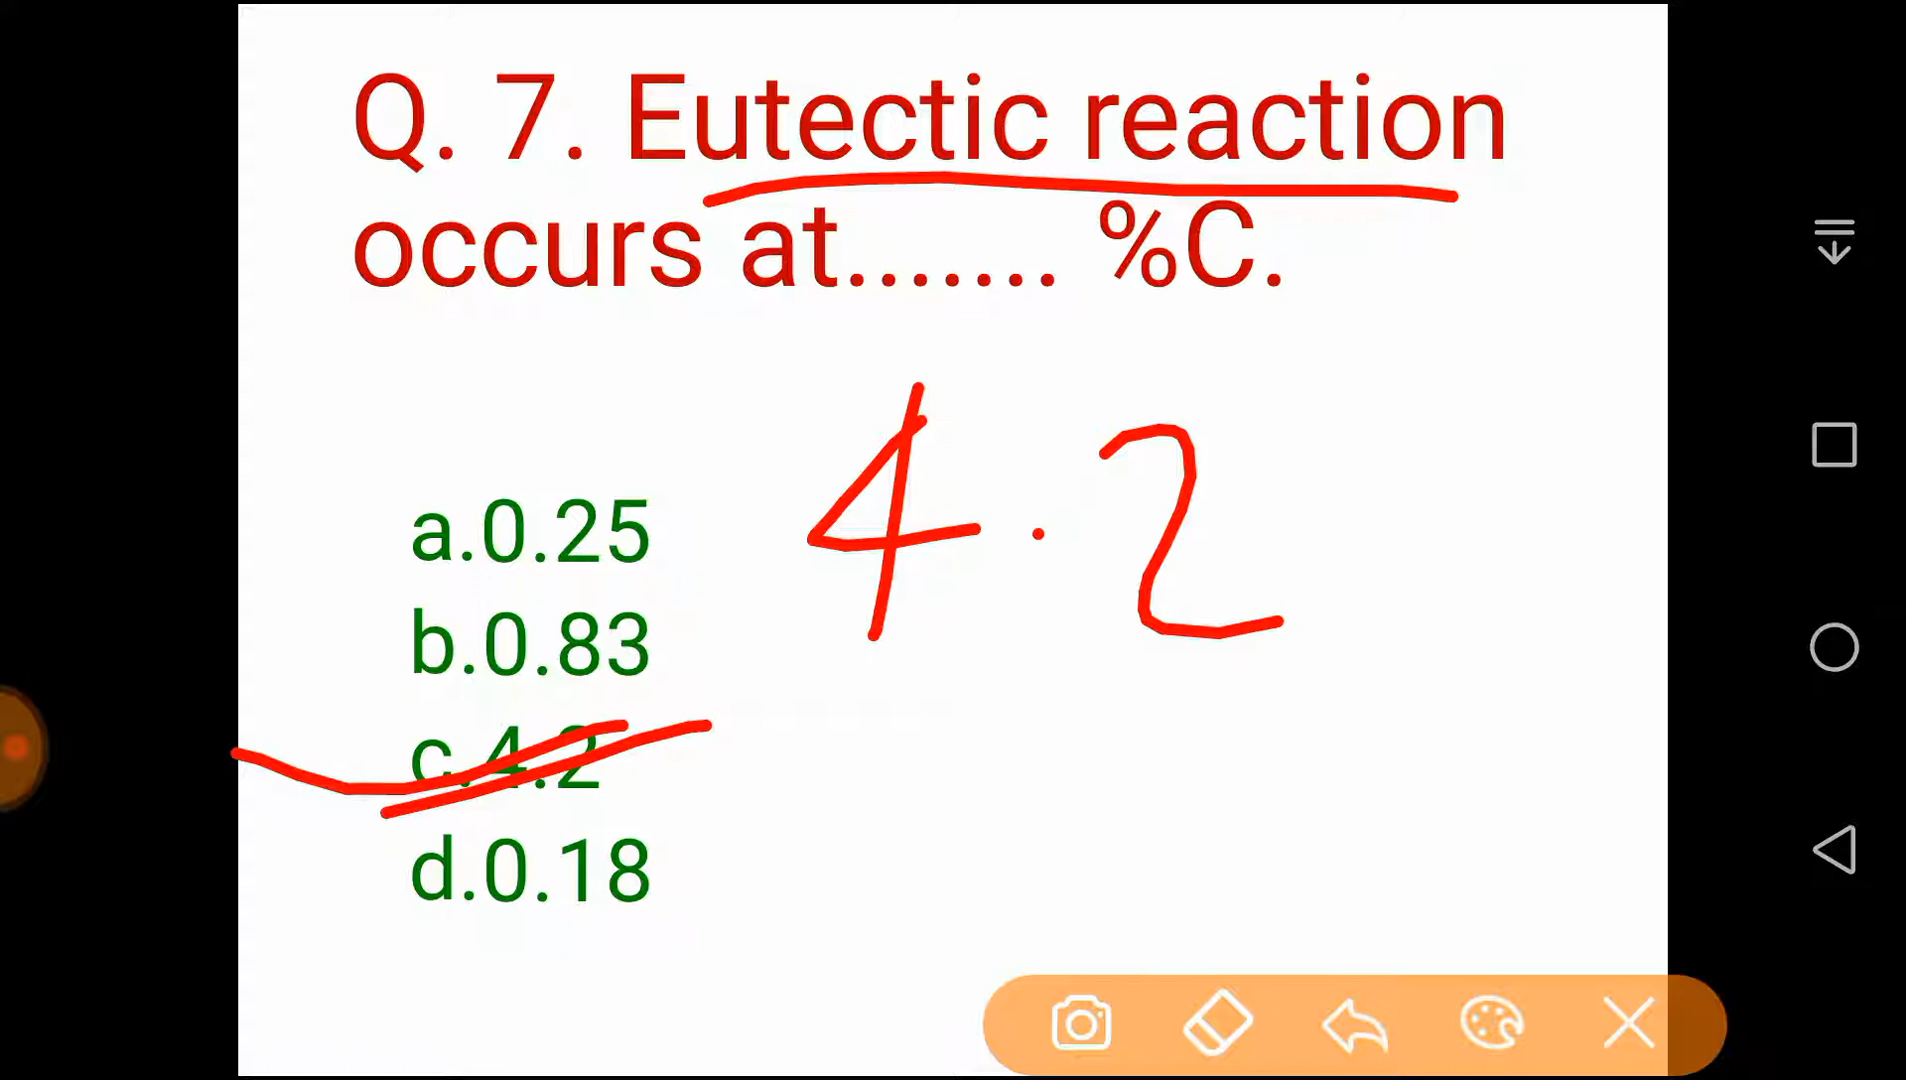 Q. 7. Eutectic reaction
occurs at....... %C.
4.2
a.0.25
b.0.83
c.4.2
d.0.18